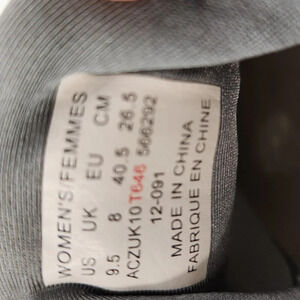 WOMEN'S/FEMMES
US UK EU CM
9.5 8 40.5 26.5
ACZUK10T646 566292
12-091
MADE IN CHINA
FABRIQUE EN CHINE